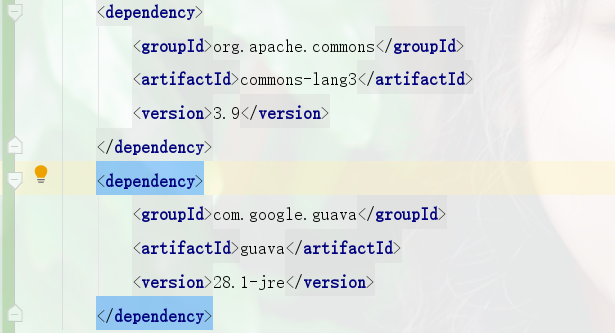 <dependency>
<groupId>org.apache.commons</groupId>
<artifactId>commons-lang3</artifactId>
<version>3.9</version>
</dependency>
<dependency>
<groupId>com.google.guava</groupId>
<artifactId>guava</artifactId>
<version>28.1-jre</version>
</dependency>